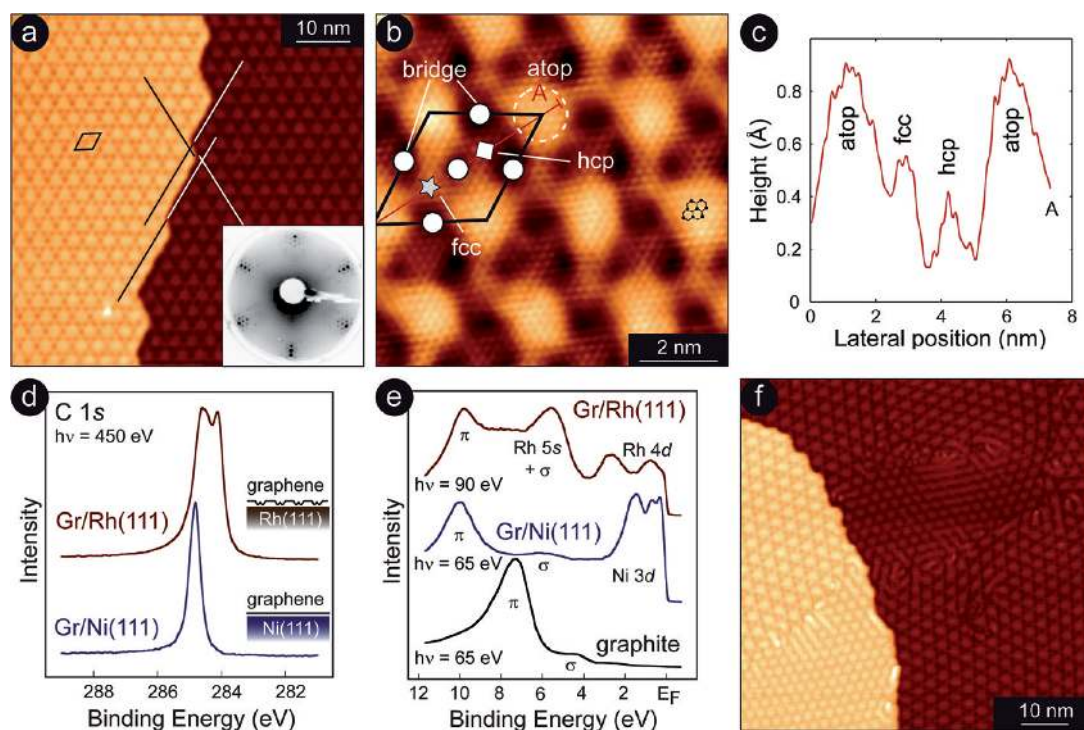 a
10 nm
b
bridge
atop
A
hcp
fcc
2 nm
c
Height (Å)
0.8
0.6
0.4
0.2
0
atop
fcc
hcp
atop
A
0 2 4 6 8
Lateral position (nm)
d
C 1s
hν = 450 eV
graphene
Rh(111)
Gr/Rh(111)
graphene
Ni(111)
Gr/Ni(111)
Intensity
288 286 284 282
Binding Energy (eV)
e
Gr/Rh(111)
π
Rh 5s
+ σ
Rh 4d
hν = 90 eV
Gr/Ni(111)
π
σ
hν = 65 eV
Ni 3d
π
graphite
hν = 65 eV
σ
Intensity
12 10 8 6 4 2 EF
Binding Energy (eV)
f
10 nm